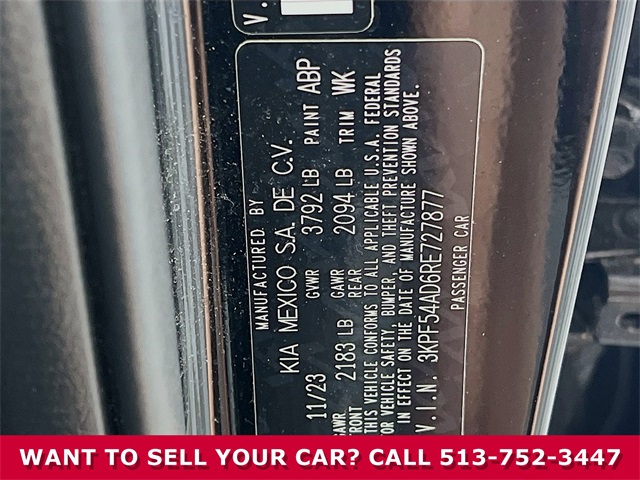 V.
MANUFACTURED BY
KIA MEXICO S.A. DE C.V.
11/23 GVWR 3792 LB PAINT ABP
GAWR FRONT 2183 LB GAWR REAR 2094 LB TRIM WK
THIS VEHICLE CONFORMS TO ALL APPLICABLE U.S.A. FEDERAL
MOTOR VEHICLE SAFETY, BUMPER, AND THEFT PREVENTION STANDARDS
IN EFFECT ON THE DATE OF MANUFACTURE SHOWN ABOVE.
V.I.N. 3KPF54AD6RE727877
PASSENGER CAR
WANT TO SELL YOUR CAR? CALL 513-752-3447